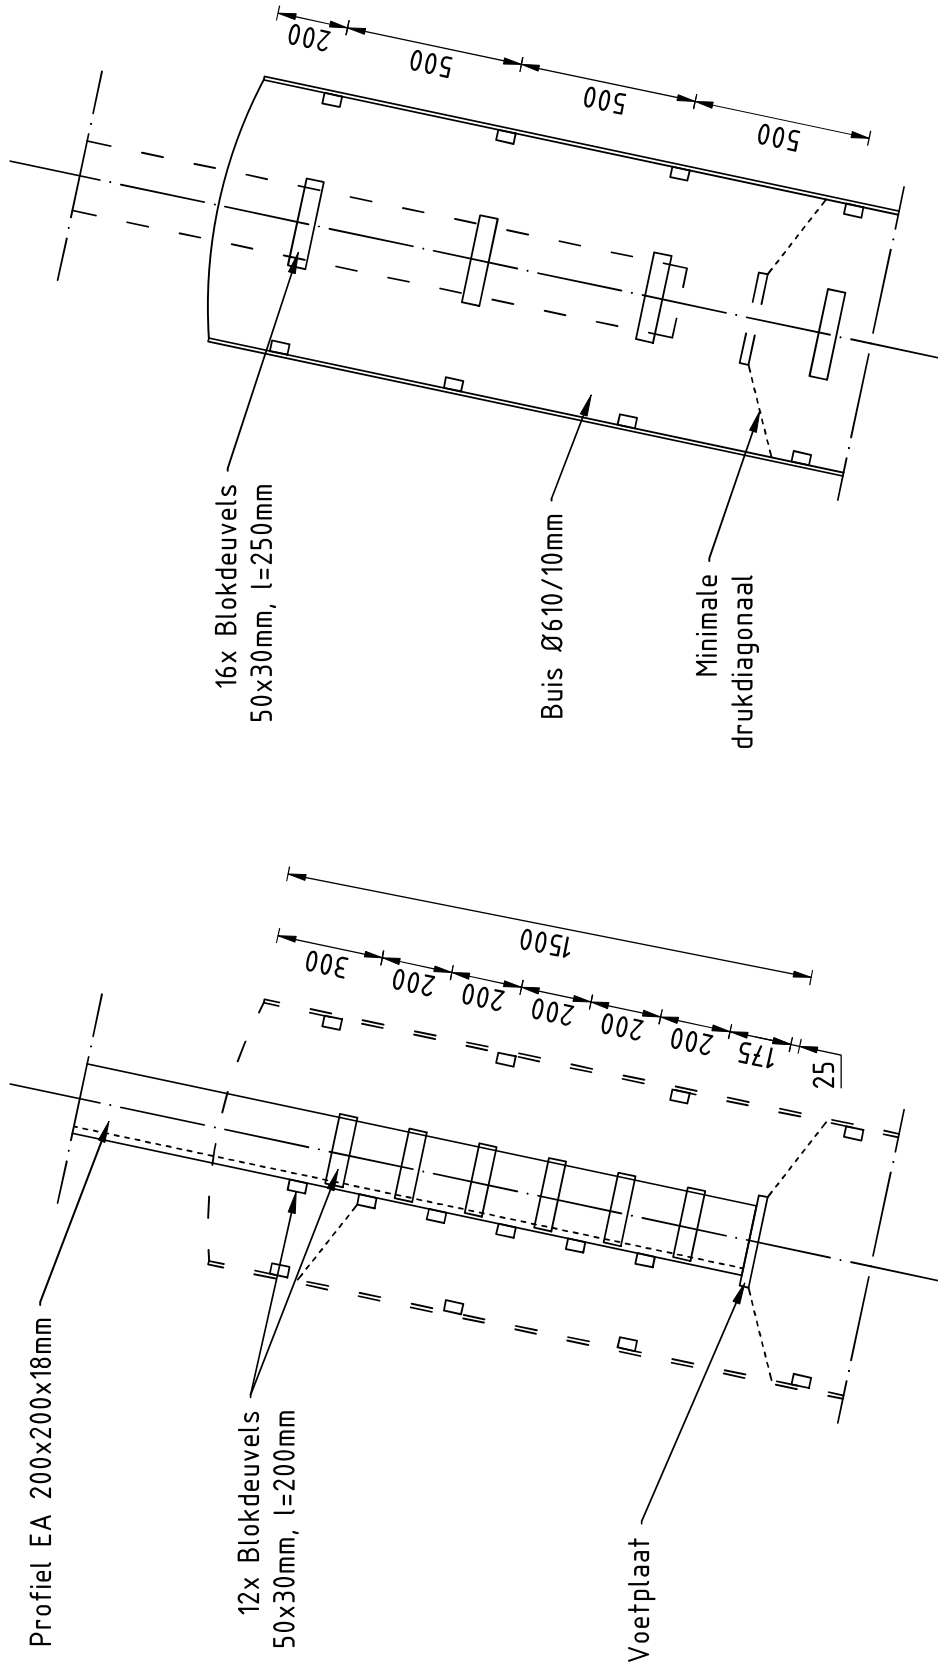 Profiel EA 200x200x18mm
12x Blokdeuvels
50x30mm, l=200mm
Voetplaat
300
200
200
200
200
200
175
25
1500
16x Blokdeuvels
50x30mm, l=250mm
Buis Ø610/10mm
Minimale
drukdiagonaal
200
500
500
500